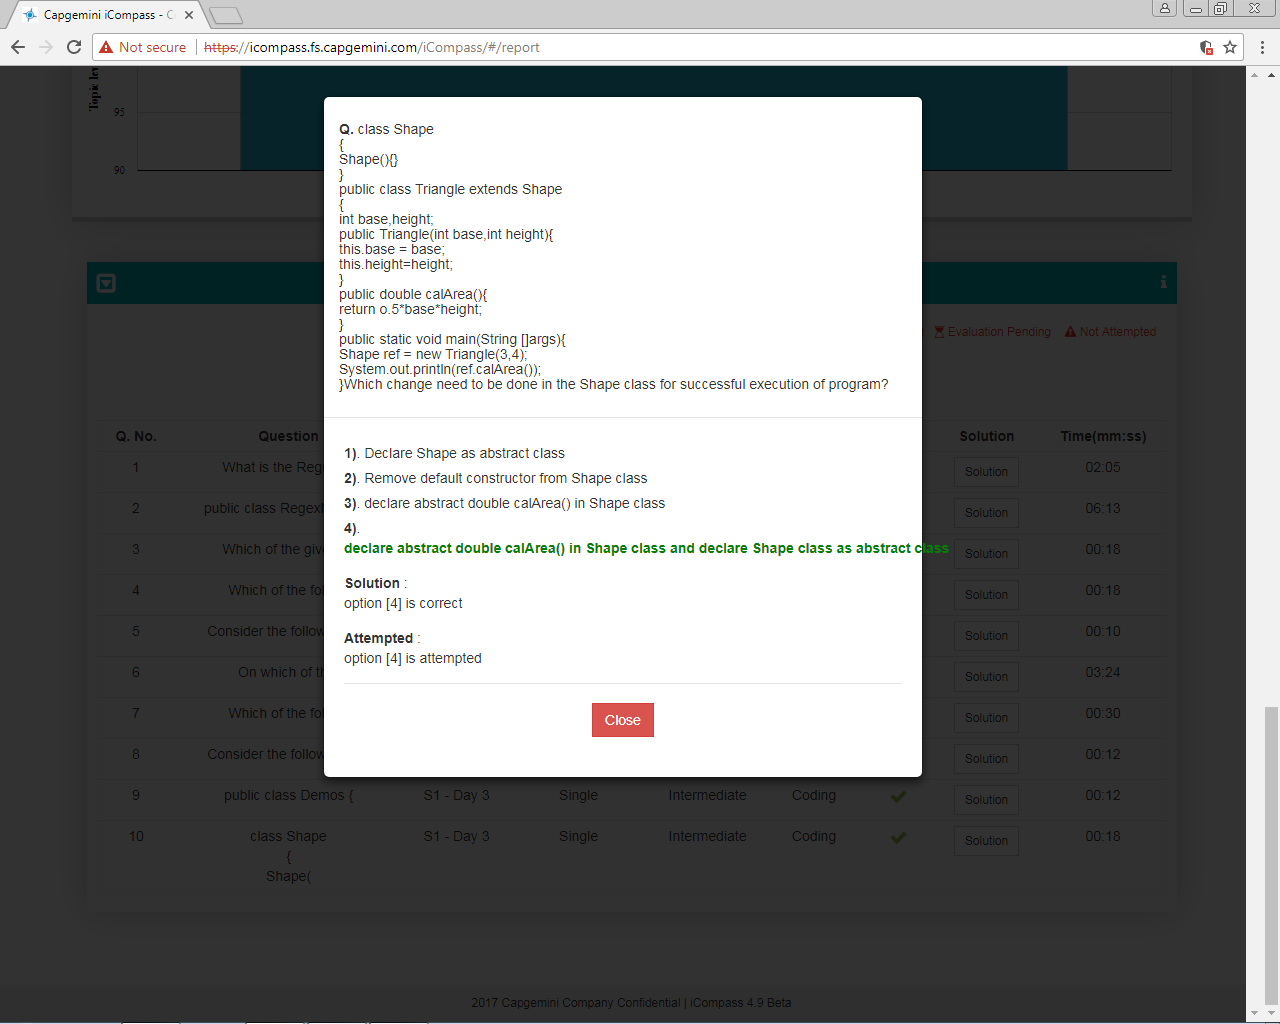 Capgemini iCompass - C
Not secure
https://icompass.fs.capgemini.com/iCompass/#/report
Topic lev
95
90
Q. class Shape
{
Shape(){}
}
public class Triangle extends Shape
{
int base,height;
public Triangle(int base,int height){
this.base = base;
this.height=height;
}
public double calArea(){
return o.5*base*height;
}
public static void main(String []args){
Shape ref = new Triangle(3,4);
System.out.println(ref.calArea());
}Which change need to be done in the Shape class for successful execution of program?
1). Declare Shape as abstract class
2). Remove default constructor from Shape class
3). declare abstract double calArea() in Shape class
4).
declare abstract double calArea() in Shape class and declare Shape class as abstract class
Solution :
option [4] is correct
Attempted :
option [4] is attempted
Close
Evaluation Pending Not Attempted
Q. No. Question Solution Time(mm:ss)
1 What is the Reg Solution 02:05
2 public class Regex Solution 06:13
3 Which of the giv Solution 00:18
4 Which of the fo Solution 00:18
5 Consider the follow Solution 00:10
6 On which of t Solution 03:24
7 Which of the fo Solution 00:30
8 Consider the follow Solution 00:12
9 public class Demos { S1 - Day 3 Single Intermediate Coding Solution 00:12
10 class Shape S1 - Day 3 Single Intermediate Coding Solution 00:18
{
Shape(
2017 Capgemini Company Confidential | iCompass 4.9 Beta